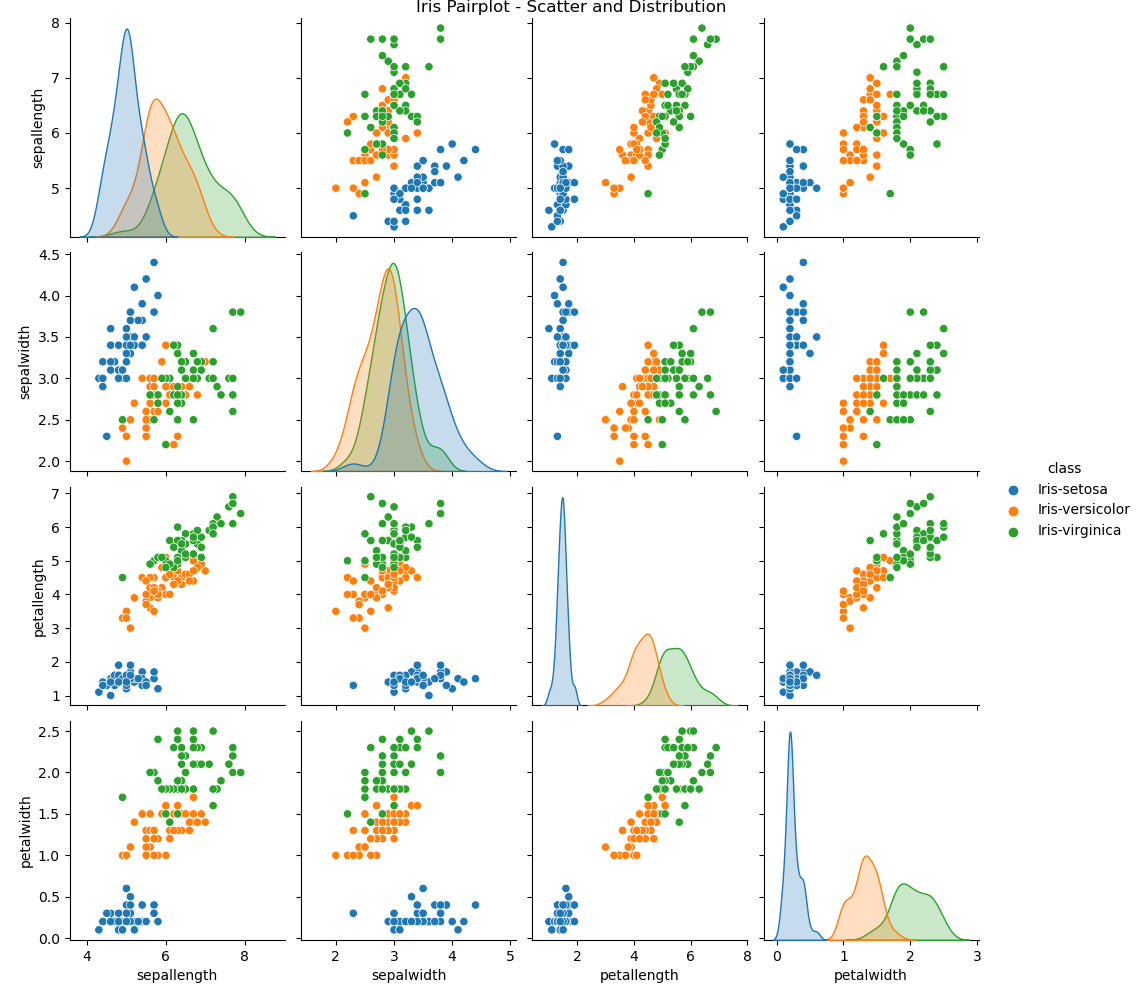 Iris Pairplot - Scatter and Distribution
8
7
6
5
sepallength
4.5
4.0
3.5
3.0
2.5
2.0
sepalwidth
class
Iris-setosa
Iris-versicolor
Iris-virginica
7
6
5
4
3
2
1
petallength
2.5
2.0
1.5
1.0
0.5
0.0
petalwidth
4 6 8
2 3 4 5
2 4 6 8
0 1 2 3
sepallength sepalwidth petallength petalwidth